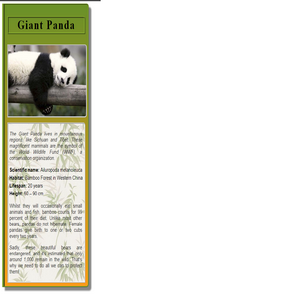 Giant Panda
The Giant Panda lives in mountainous
regions, like Sichuan and Tibet. These
magnificent mammals are the symbol of
the World Wildlife Fund (WWF), a
conservation organization.
Scientific name: Ailuropoda melanoleuca
Habitat: Bamboo Forest in Western China
Lifespan: 20 years
Height: 60 - 90 cm
Whilst they will occasionally eat small
animals and fish, bamboo counts for 99
percent of their diet. Unlike most other
bears, pandas do not hibernate. Female
pandas give birth to one or two cubs
every two years.
Sadly, these beautiful bears are
endangered, and it's estimated that only
around 1,000 remain in the wild. That's
why we need to do all we can to protect
them!